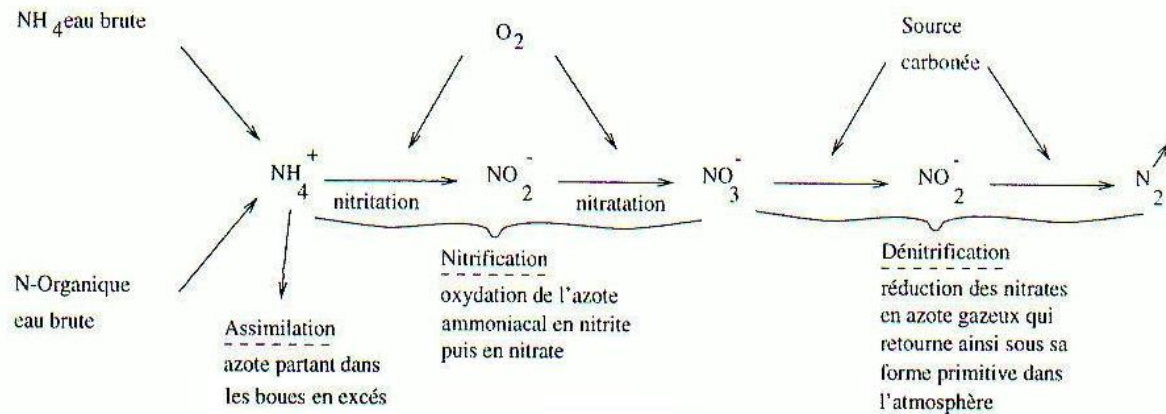 NH4 eau brute
O2
Source
carbonée
NH4+
NO2-
NO3-
NO2-
N2
nitritation
nitratation
N-Organique
eau brute
Assimilation
azote partant dans
les boues en excés
Nitrification
oxydation de l'azote
ammoniacal en nitrite
puis en nitrate
Dénitrification
réduction des nitrates
en azote gazeux qui
retourne ainsi sous sa
forme primitive dans
l'atmosphère